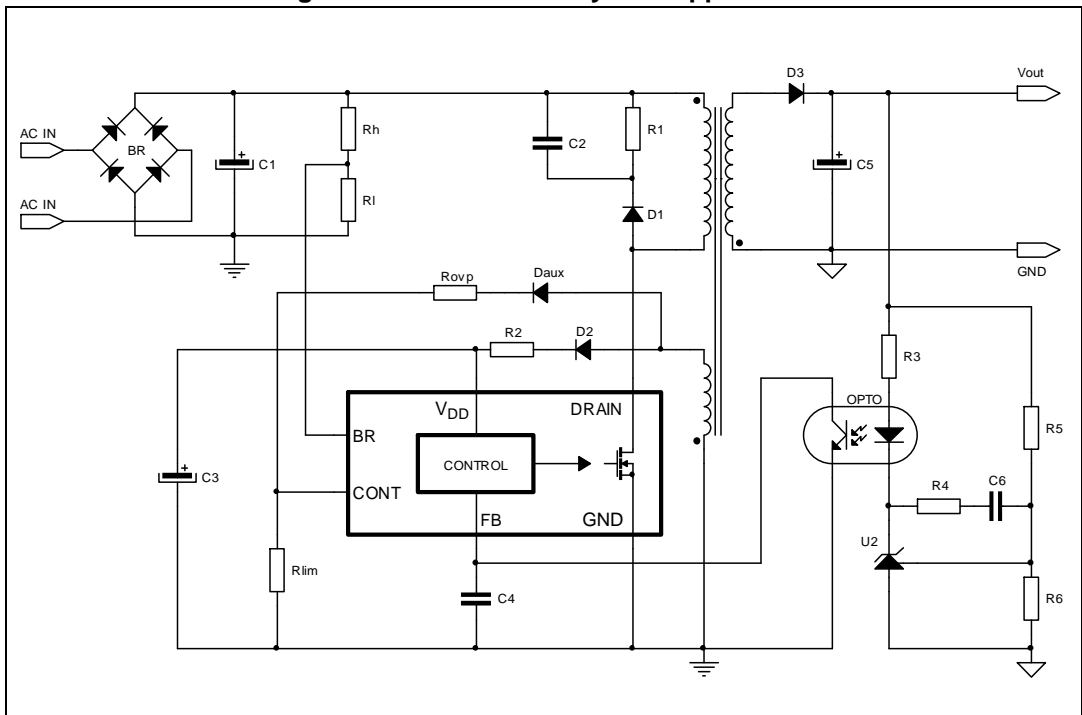 D3
Vout
AC IN
BR
C1
Rh
Rl
C2
R1
D1
C5
AC IN
GND
Rovp
Daux
R2
D2
R3
OPTO
VDD
DRAIN
BR
CONTROL
R5
C3
CONT
R4
C6
FB
GND
U2
Rlim
C4
R6